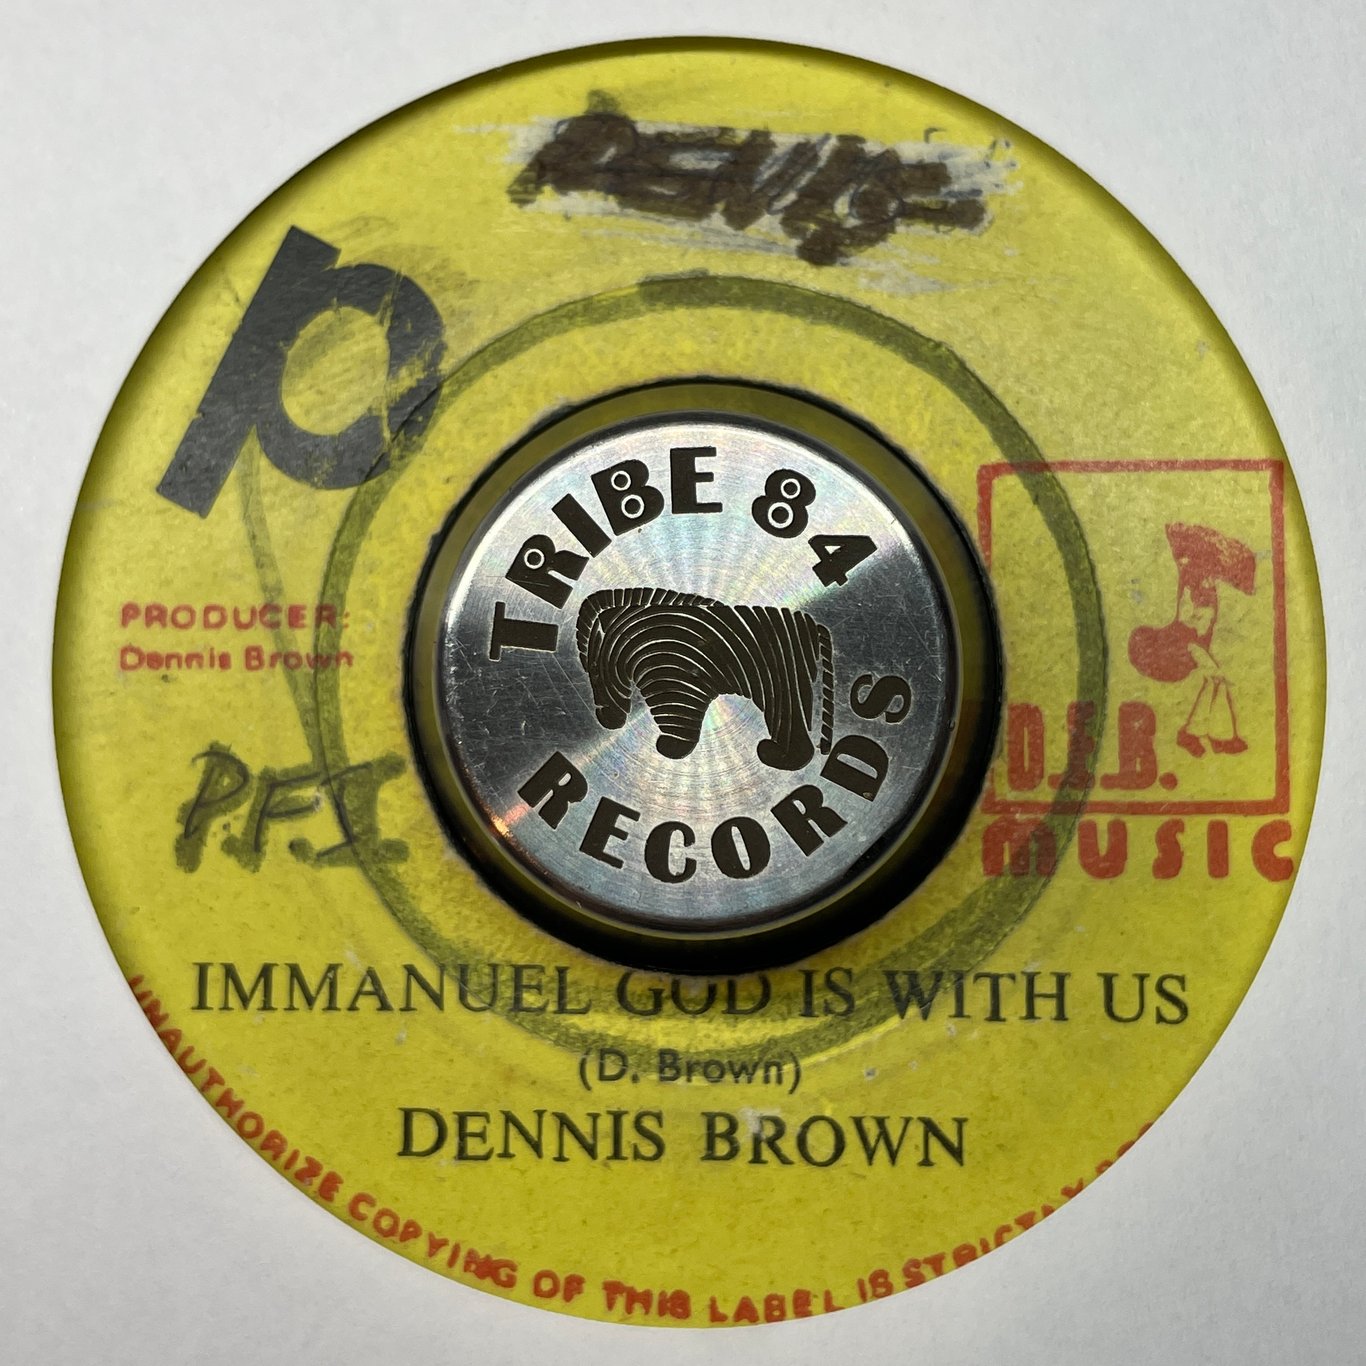 P
PRODUCER:
Dennis Brown
P.F.I
TRIBE 84
RECORDS
D.E.B.
MUSIC
IMMANUEL GOD IS WITH US
(D. Brown)
DENNIS BROWN
UNAUTHORIZE COPYING OF THIS LABEL IS STRICTLY